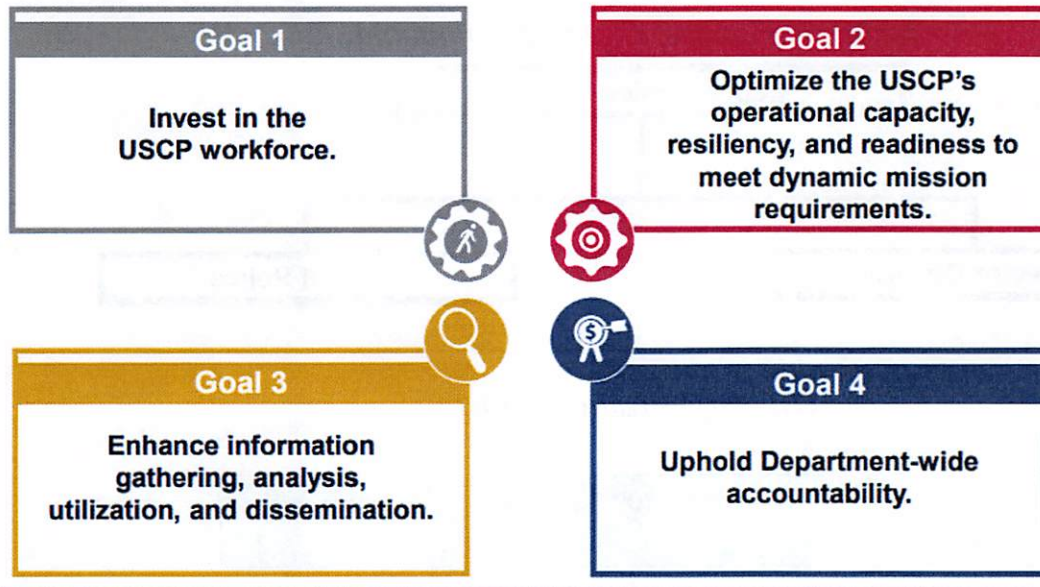 Goal 1
Invest in the
USCP workforce.
Goal 2
Optimize the USCP's
operational capacity,
resiliency, and readiness to
meet dynamic mission
requirements.
$
Goal 3
Enhance information
gathering, analysis,
utilization, and dissemination.
Goal 4
Uphold Department-wide
accountability.